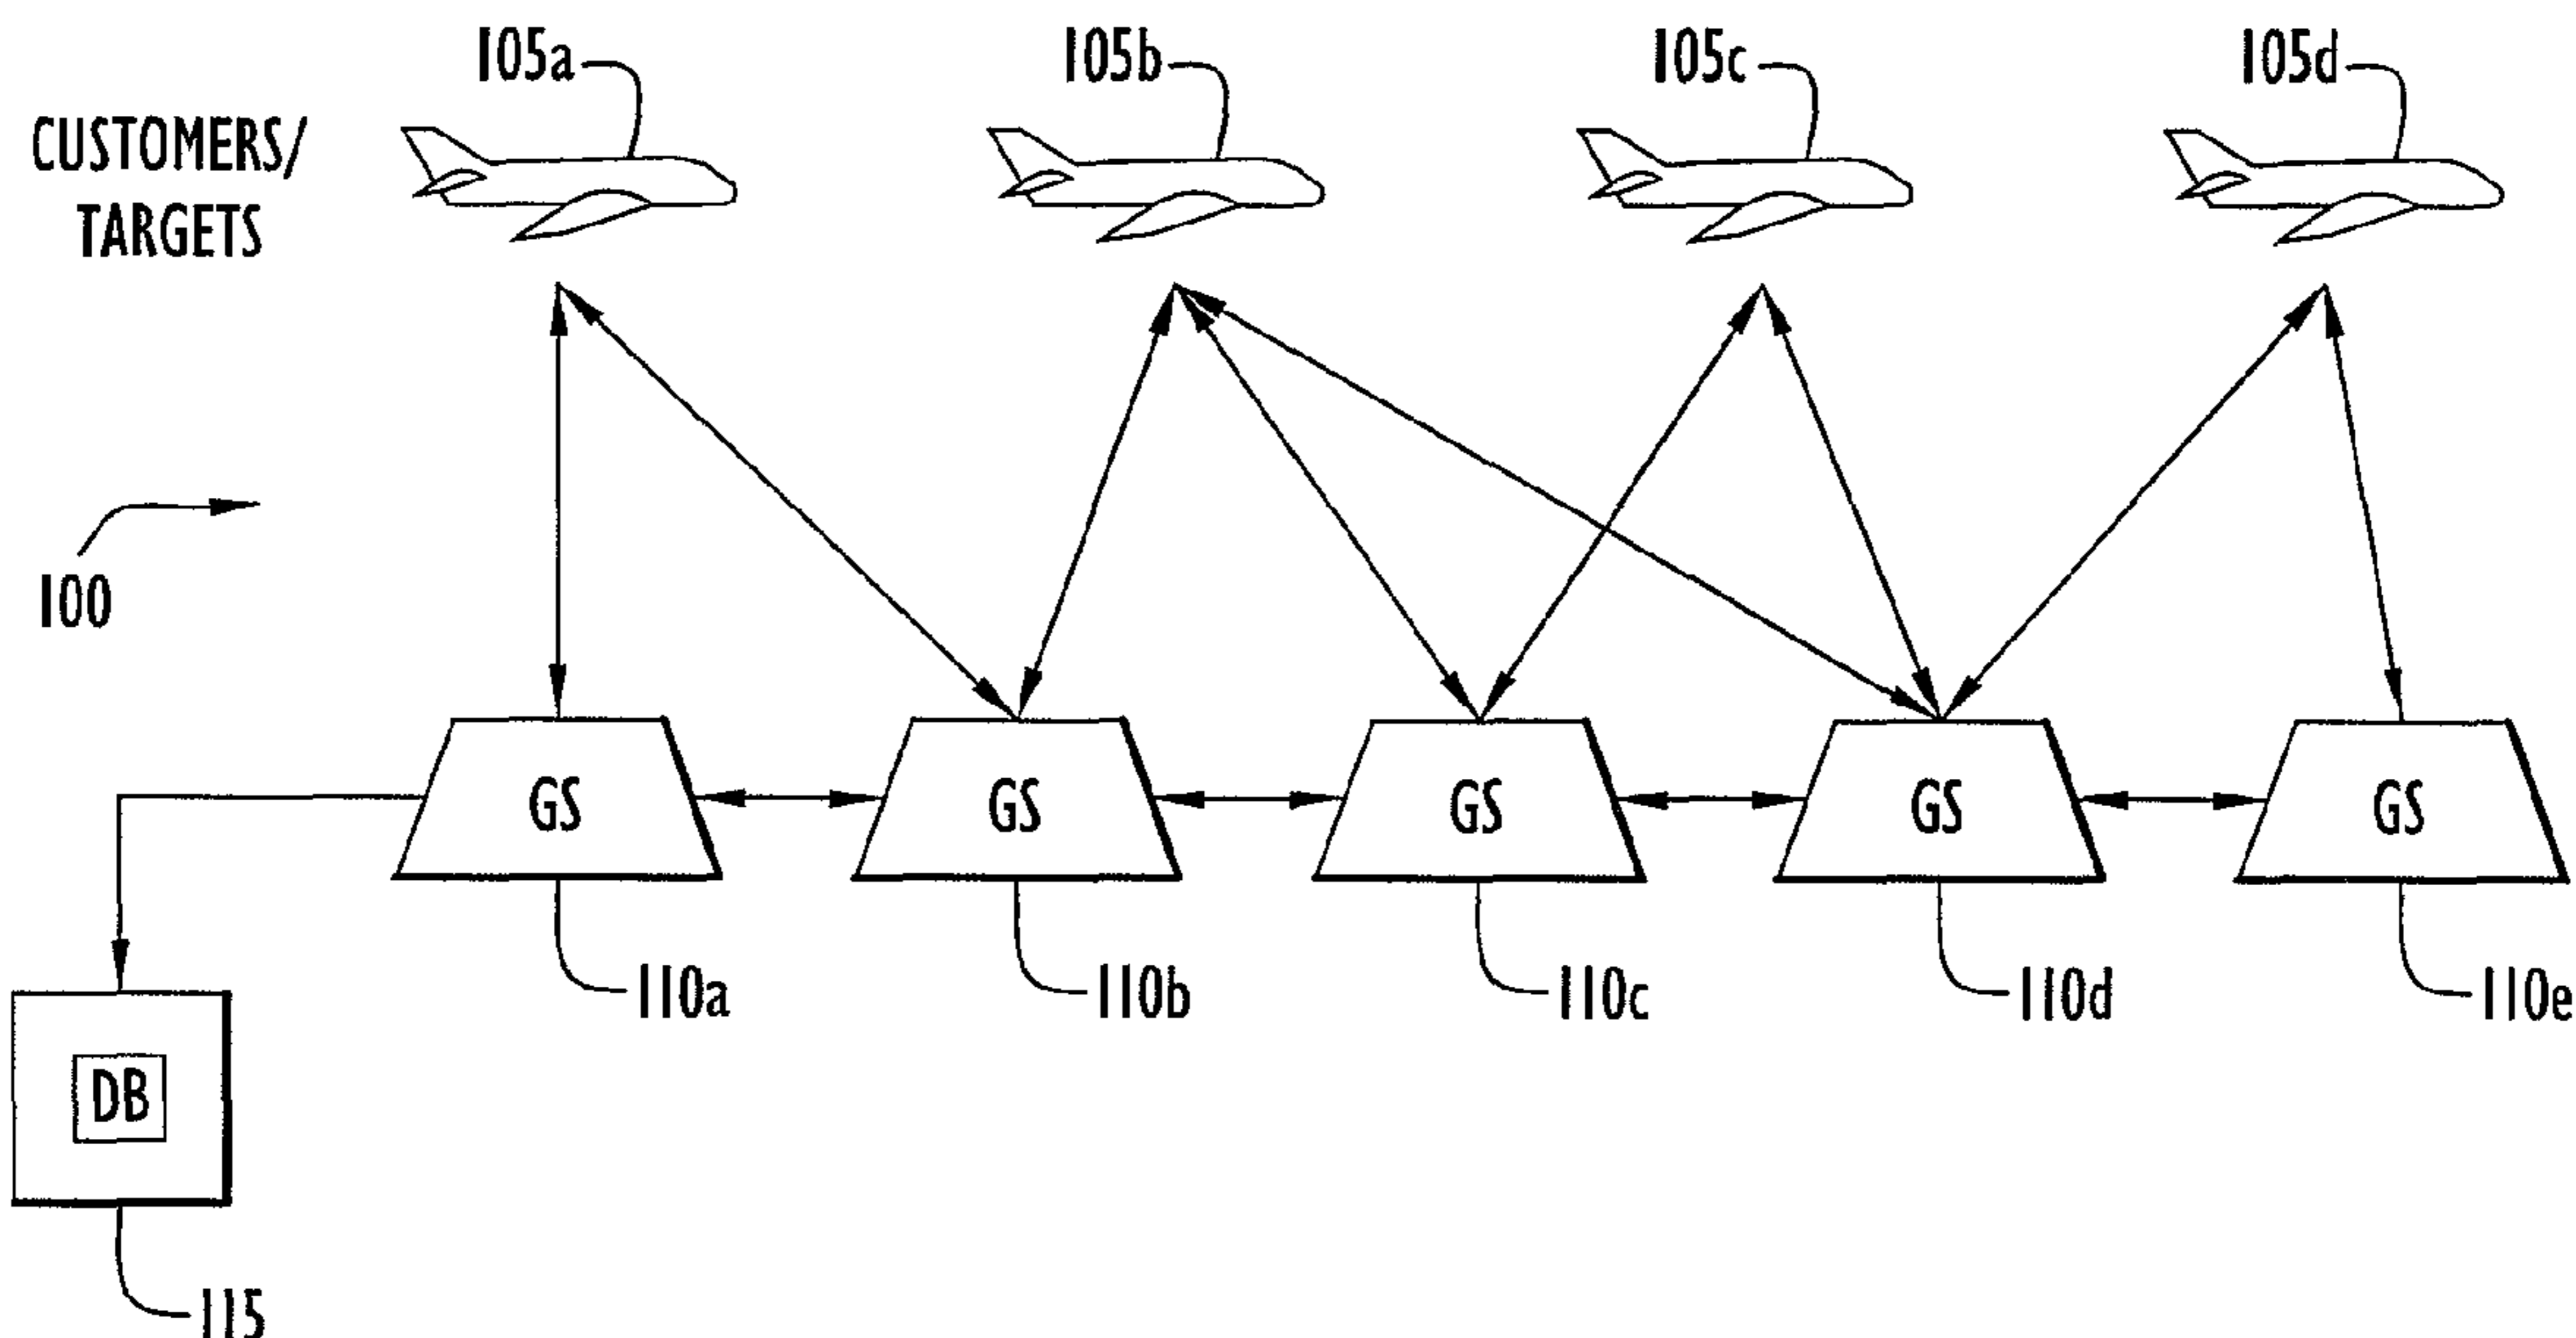 105a
105b
105c
105d
CUSTOMERS/
TARGETS
100
GS
GS
GS
GS
GS
110a
110b
110c
110d
110e
DB
115